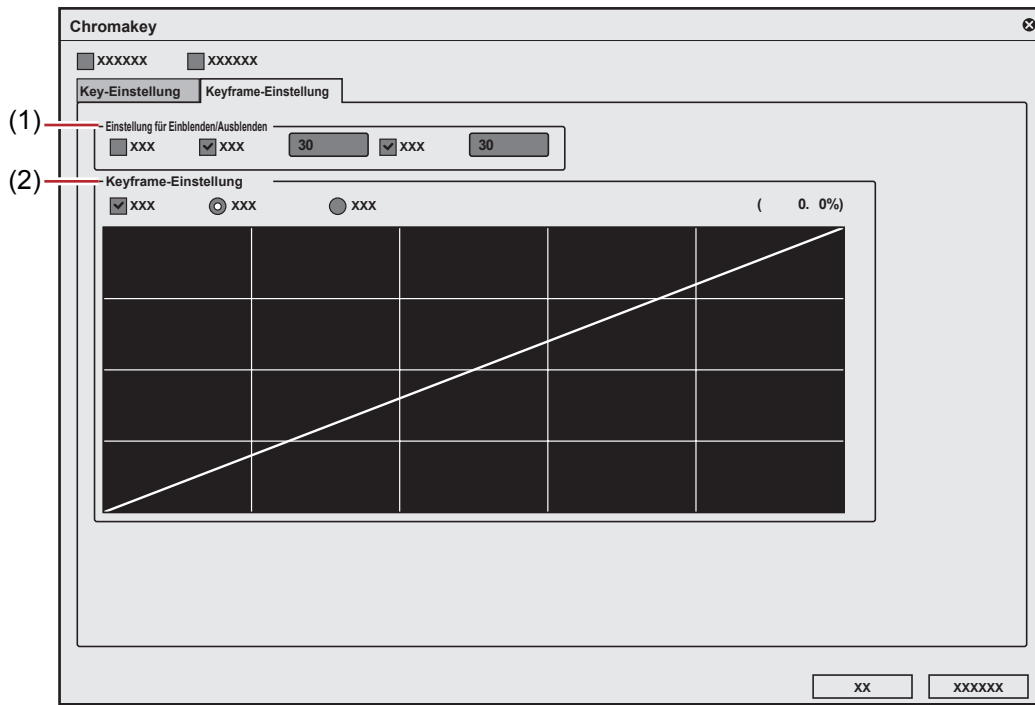 Chromakey
xxxxxx xxxxxx
Key-Einstellung Keyframe-Einstellung
(1)
Einstellung für Einblenden/Ausblenden
xxx xxx 30 xxx 30
(2)
Keyframe-Einstellung
xxx xxx xxx ( 0. 0%)
xx xxxxxx